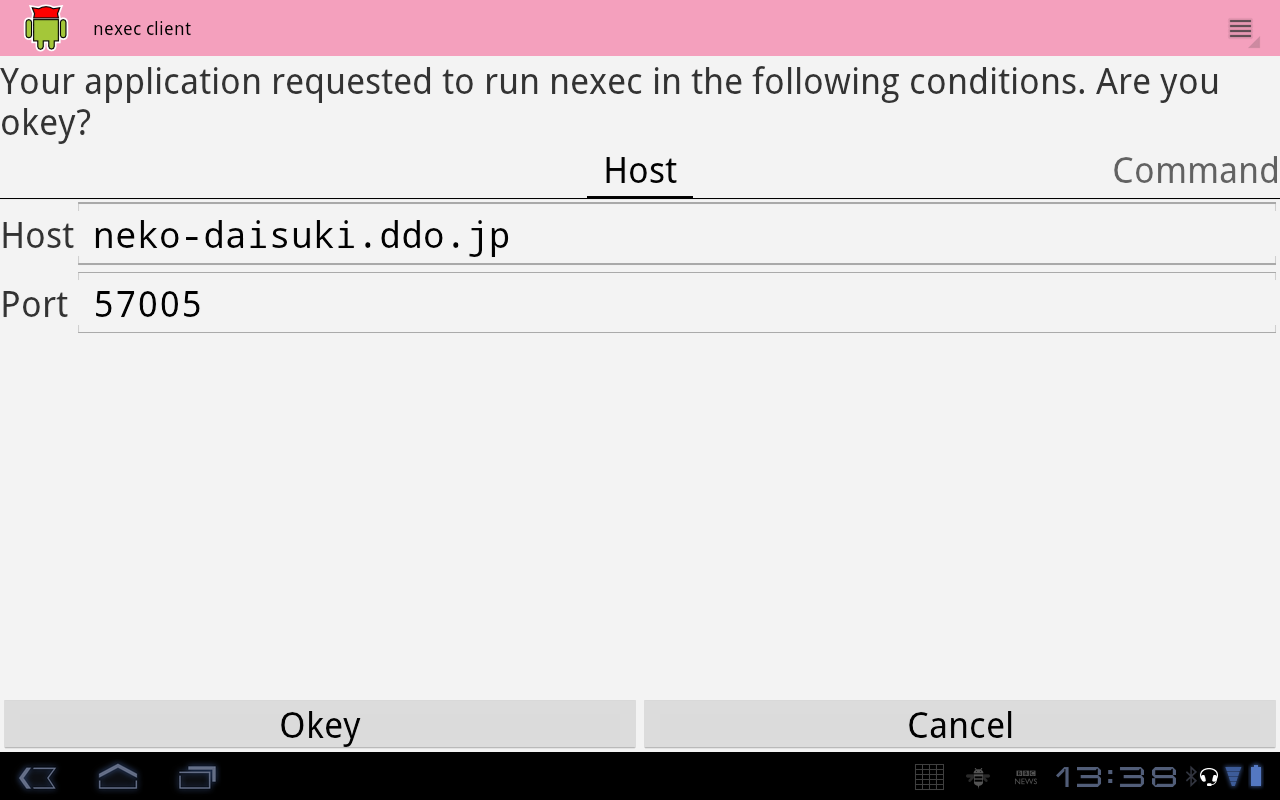 nexec client
Your application requested to run nexec in the following conditions. Are you
okey?
Host
Command
Host neko-daisuki.ddo.jp
Port 57005
Okey
Cancel
BBC
NEWS
13:38